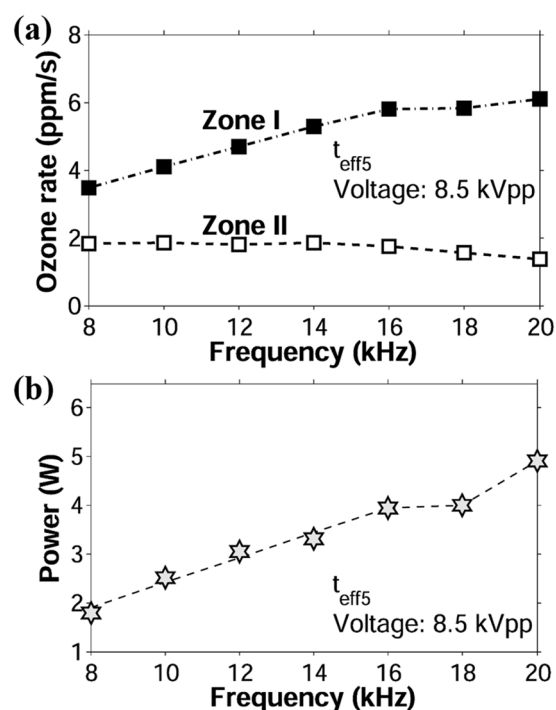 (a)
8
6
4
2
0
Ozone rate (ppm/s)
Zone I
t_eff5
Voltage: 8.5 kVpp
Zone II
8 10 12 14 16 18 20
Frequency (kHz)
(b)
6
5
4
3
2
1
Power (W)
t_eff5
Voltage: 8.5 kVpp
8 10 12 14 16 18 20
Frequency (kHz)